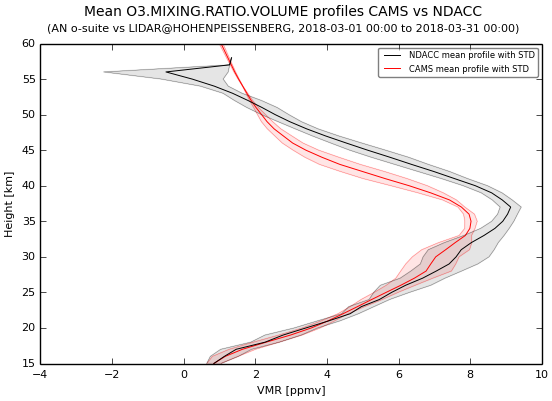 Mean O3.MIXING.RATIO.VOLUME profiles CAMS vs NDACC
(AN o-suite vs LIDAR@HOHENPEISSENBERG, 2018-03-01 00:00 to 2018-03-31 00:00)
NDACC mean profile with STD
CAMS mean profile with STD
Height [km]
60
55
50
45
40
35
30
25
20
15
−4 −2 0 2 4 6 8 10
VMR [ppmv]